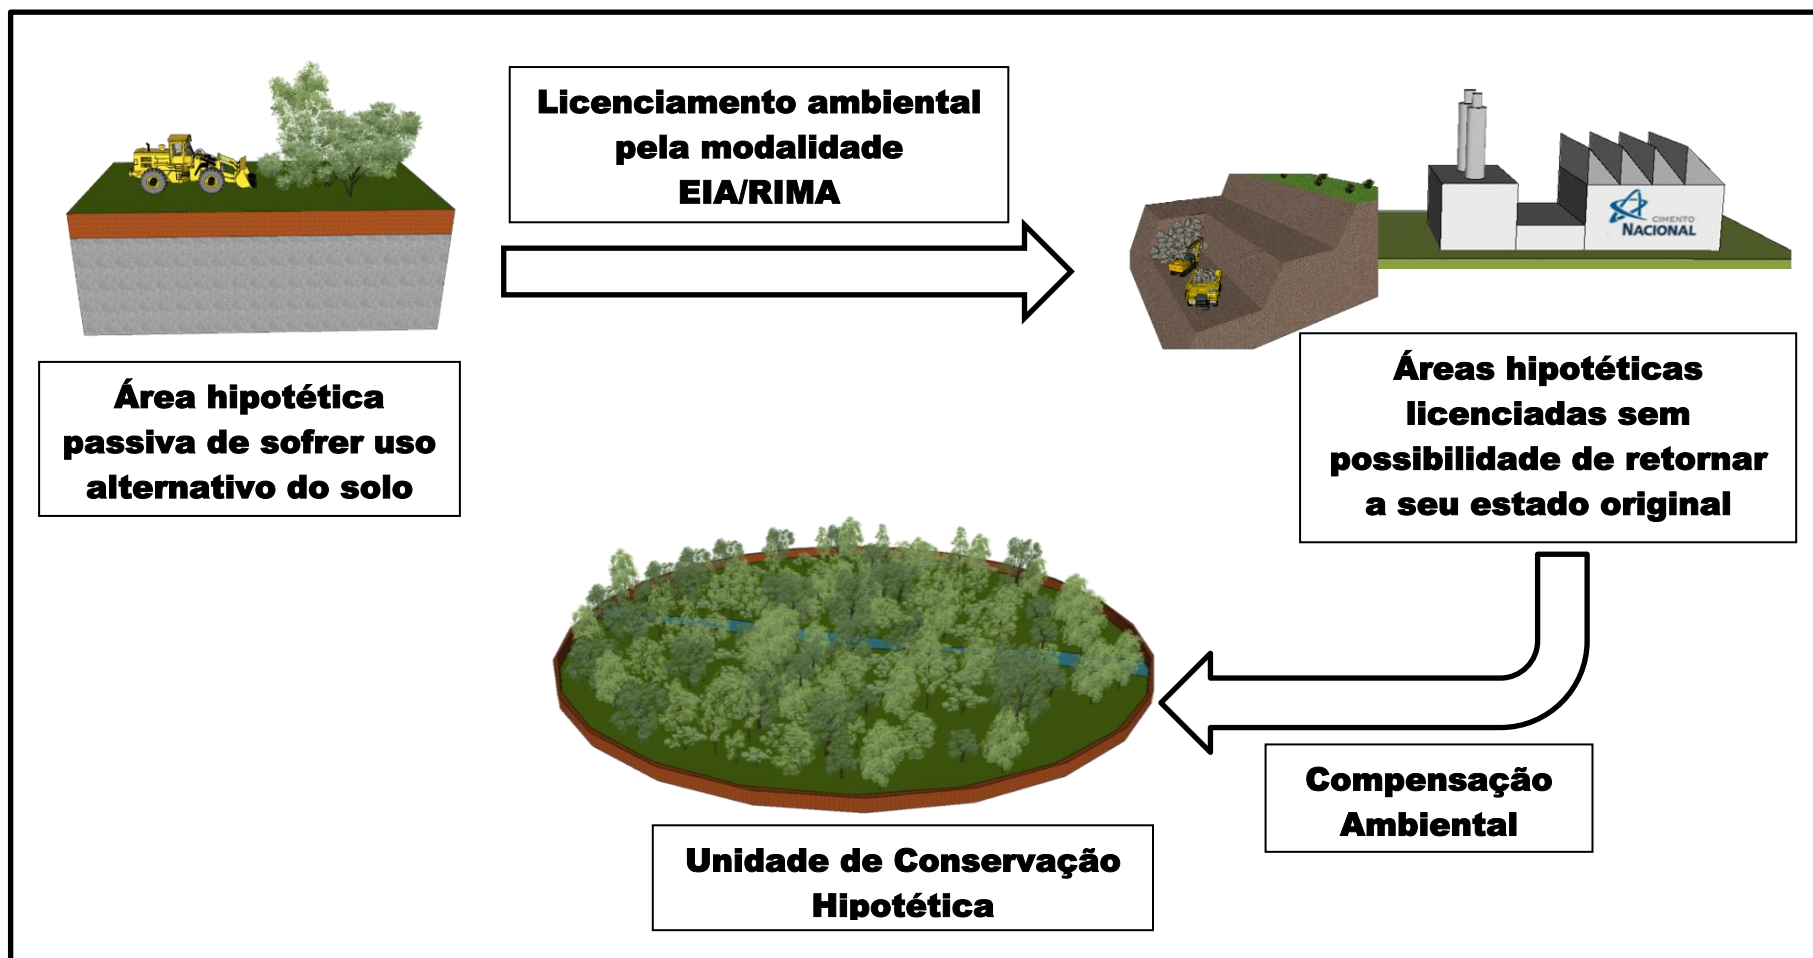 Licenciamento ambiental
pela modalidade
EIA/RIMA
CIMENTO
NACIONAL
Área hipotética
passiva de sofrer uso
alternativo do solo
Áreas hipotéticas
licenciadas sem
possibilidade de retornar
a seu estado original
Compensação
Ambiental
Unidade de Conservação
Hipotética